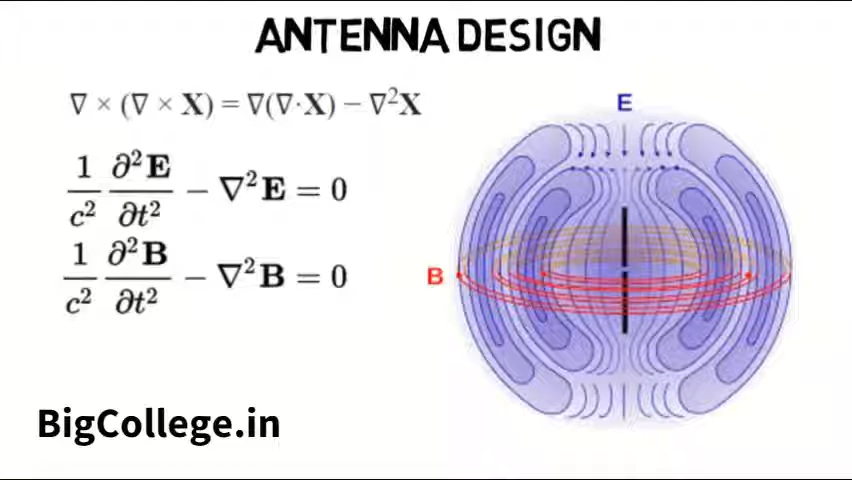 ANTENNA DESIGN
∇ × (∇ × X) = ∇(∇·X) − ∇²X
1/c² ∂²E/∂t² − ∇²E = 0
1/c² ∂²B/∂t² − ∇²B = 0
E
B
BigCollege.in